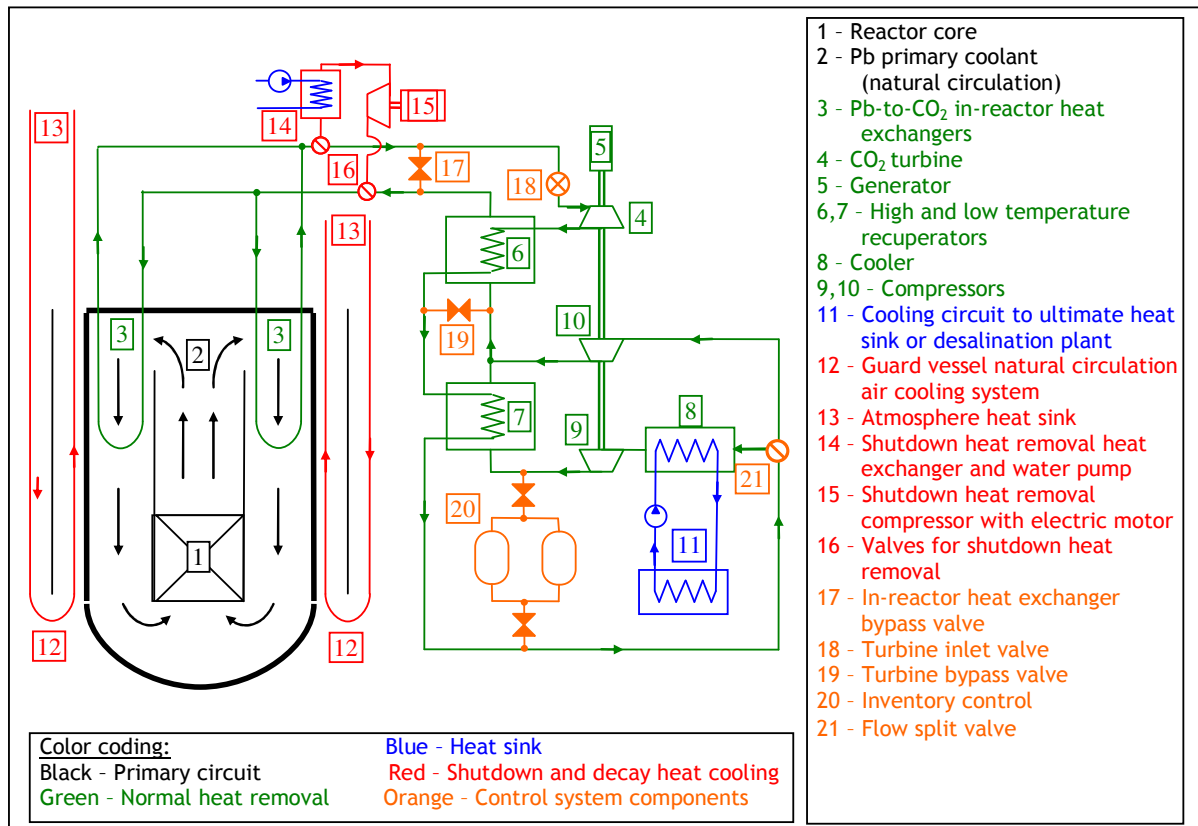 13
14
15
16
17
18
5
4
13
6
10
3
2
3
19
7
9
8
21
20
11
1
12
12
1 – Reactor core
2 – Pb primary coolant
(natural circulation)
3 – Pb-to-CO₂ in-reactor heat
exchangers
4 – CO₂ turbine
5 – Generator
6,7 – High and low temperature
recuperators
8 – Cooler
9,10 – Compressors
11 – Cooling circuit to ultimate heat
sink or desalination plant
12 – Guard vessel natural circulation
air cooling system
13 – Atmosphere heat sink
14 – Shutdown heat removal heat
exchanger and water pump
15 – Shutdown heat removal
compressor with electric motor
16 – Valves for shutdown heat
removal
17 – In-reactor heat exchanger
bypass valve
18 – Turbine inlet valve
19 – Turbine bypass valve
20 – Inventory control
21 – Flow split valve
Color coding:
Black – Primary circuit
Green – Normal heat removal
Blue – Heat sink
Red – Shutdown and decay heat cooling
Orange – Control system components